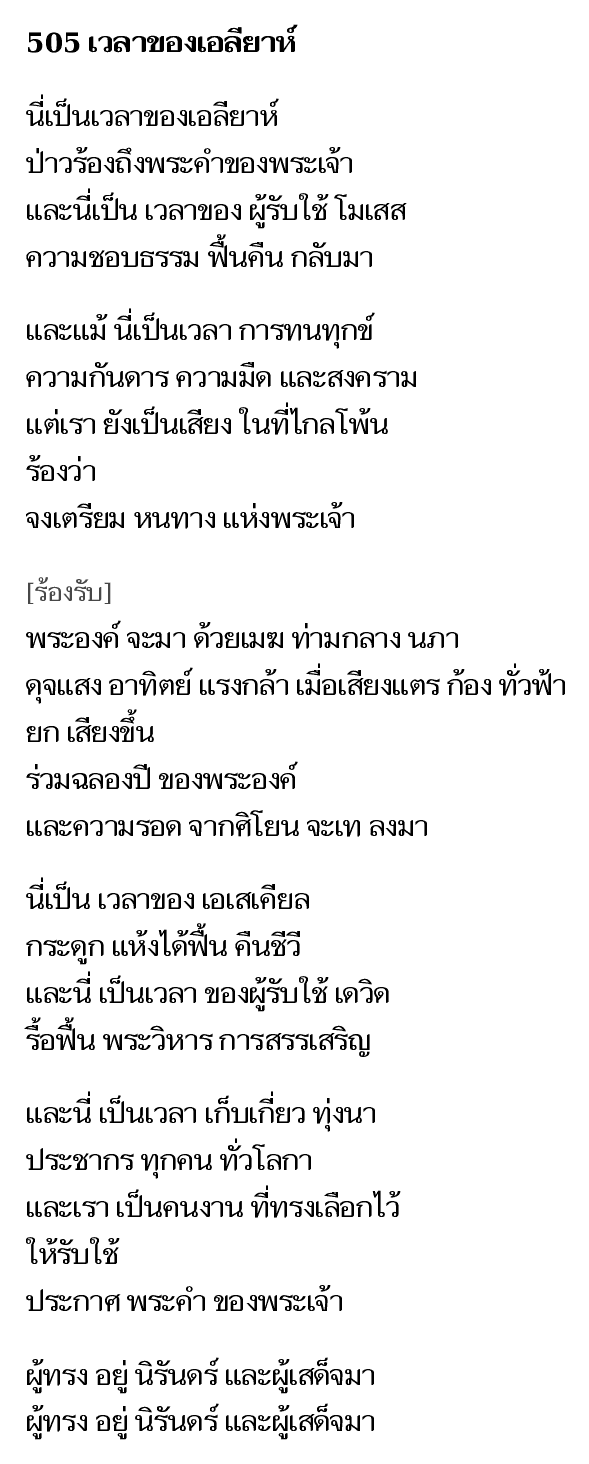 505 เวลาของเอลียาห์
นี่เป็นเวลาของเอลียาห์
ป่าวร้องถึงพระคำของพระเจ้า
และนี่เป็น เวลาของ ผู้รับใช้ โมเสส
ความชอบธรรม ฟื้นคืน กลับมา
และแม้ นี่เป็นเวลา การทนทุกข์
ความกันดาร ความมืด และสงคราม
แต่เรา ยังเป็นเสียง ในที่ไกลโพ้น
ร้องว่า
จงเตรียม หนทาง แห่งพระเจ้า
[ร้องรับ]
พระองค์ จะมา ด้วยเมฆ ท่ามกลาง นภา
ดุจแสง อาทิตย์ แรงกล้า เมื่อเสียงแตร ก้อง ทั่วฟ้า
ยก เสียงขึ้น
ร่วมฉลองปี ของพระองค์
และความรอด จากศิโยน จะเท ลงมา
นี่เป็น เวลาของ เอเสเคียล
กระดูก แห้งได้ฟื้น คืนชีวี
และนี่ เป็นเวลา ของผู้รับใช้ เดวิด
รื้อฟื้น พระวิหาร การสรรเสริญ
และนี่ เป็นเวลา เก็บเกี่ยว ทุ่งนา
ประชากร ทุกคน ทั่วโลกา
และเรา เป็นคนงาน ที่ทรงเลือกไว้
ให้รับใช้
ประกาศ พระคำ ของพระเจ้า
ผู้ทรง อยู่ นิรันดร์ และผู้เสด็จมา
ผู้ทรง อยู่ นิรันดร์ และผู้เสด็จมา